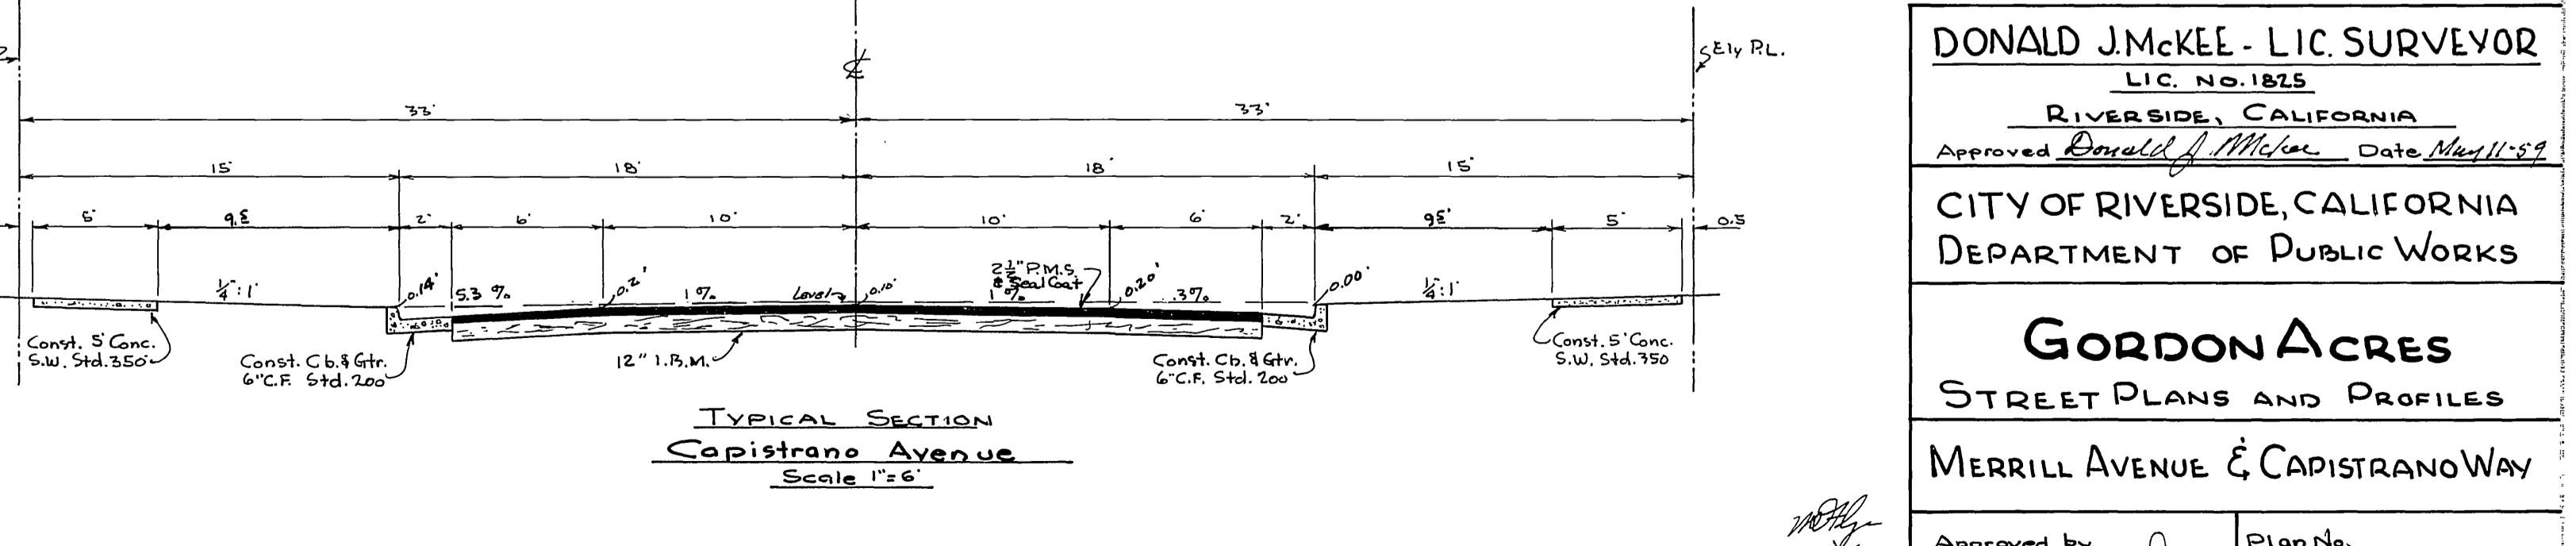 Ely P.L.
33'
33'
15'
18'
18'
15'
5'
9.5
2'
6'
10'
10'
6'
2'
9.5'
5'
0.5
1/4":1'
0.14'
5.3 %
0.2'
1%
Level
0.10'
2 1/2" P.M.S.
& Seal Coat
1%
0.20'
.3%
0.00'
1/4":1'
Const. 5' Conc.
S.W. Std. 350
Const. Cb. & Gtr.
6" C.F. Std. 200
12" I.B.M.
Const. Cb. & Gtr.
6" C.F. Std. 200
Const. 5' Conc.
S.W. Std. 350
TYPICAL SECTION
Capistrano Avenue
Scale 1"=6'
DONALD J. McKEE - LIC. SURVEYOR
LIC. NO. 1825
RIVERSIDE, CALIFORNIA
Approved Donald J. McKee Date May 11-59
CITY OF RIVERSIDE, CALIFORNIA
DEPARTMENT OF PUBLIC WORKS
GORDON ACRES
STREET PLANS AND PROFILES
MERRILL AVENUE & CAPISTRANO WAY
Approved by
Plan No.